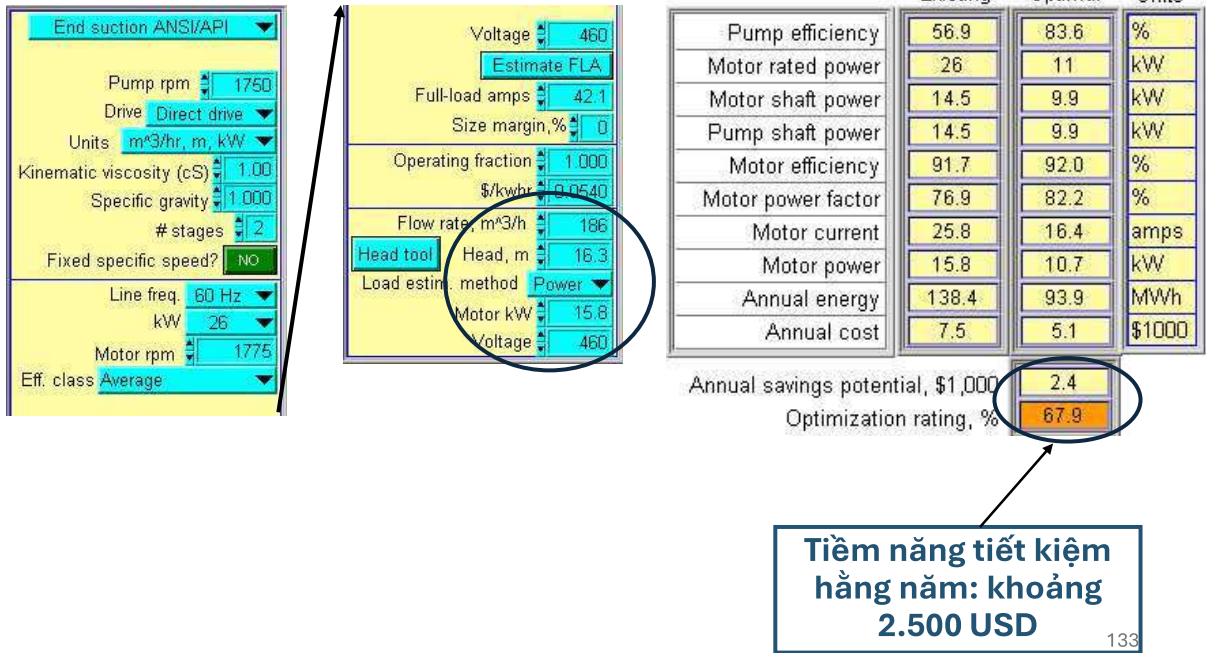 End suction ANSI/API
Pump rpm 1750
Drive Direct drive
Units m^3/hr, m, kW
Kinematic viscosity (cS) 1.00
Specific gravity 1.000
# stages 2
Fixed specific speed? NO
Line freq. 60 Hz
kW 26
Motor rpm 1775
Eff. class Average
Voltage 460
Estimate FLA
Full-load amps 42.1
Size margin,% 0
Operating fraction 1.000
$/kwhr 0.0540
Flow rate, m^3/h 186
Head tool Head, m 16.3
Load estim. method Power
Motor kW 15.8
Voltage 460
Pump efficiency 56.9 83.6 %
Motor rated power 26 11 kW
Motor shaft power 14.5 9.9 kW
Pump shaft power 14.5 9.9 kW
Motor efficiency 91.7 92.0 %
Motor power factor 76.9 82.2 %
Motor current 25.8 16.4 amps
Motor power 15.8 10.7 kW
Annual energy 138.4 93.9 MWh
Annual cost 7.5 5.1 $1000
Annual savings potential, $1,000 2.4
Optimization rating, % 67.9
Tiềm năng tiết kiệm
hằng năm: khoảng
2.500 USD
133